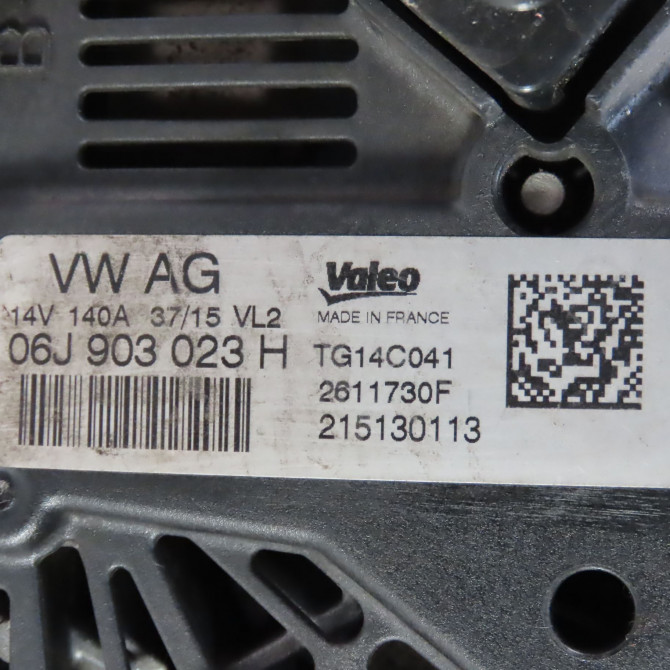 B
VW AG
14V 140A 37/15 VL2
06J 903 023 H
Valeo
MADE IN FRANCE
TG14C041
2611730F
215130113